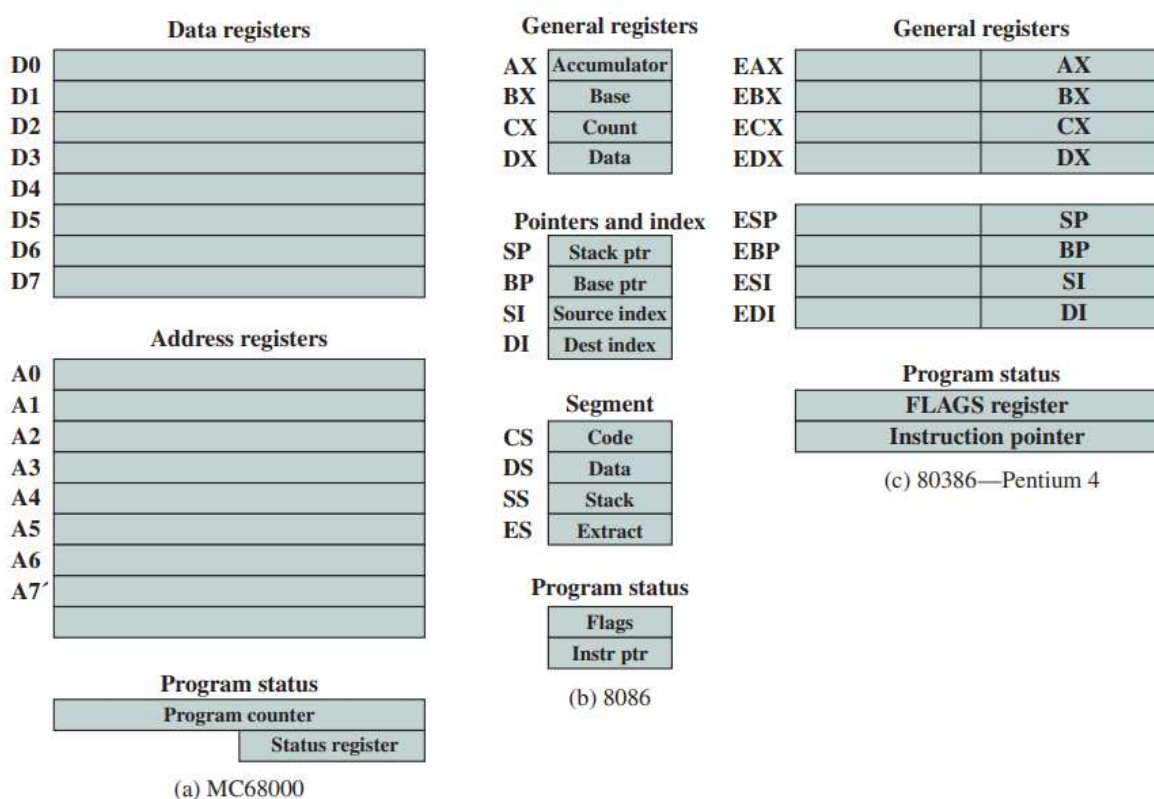 Data registers
D0
D1
D2
D3
D4
D5
D6
D7
Address registers
A0
A1
A2
A3
A4
A5
A6
A7´
Program status
Program counter
Status register
(a) MC68000
General registers
AX Accumulator
BX Base
CX Count
DX Data
Pointers and index
SP Stack ptr
BP Base ptr
SI Source index
DI Dest index
Segment
CS Code
DS Data
SS Stack
ES Extract
Program status
Flags
Instr ptr
(b) 8086
General registers
EAX AX
EBX BX
ECX CX
EDX DX
ESP SP
EBP BP
ESI SI
EDI DI
Program status
FLAGS register
Instruction pointer
(c) 80386—Pentium 4